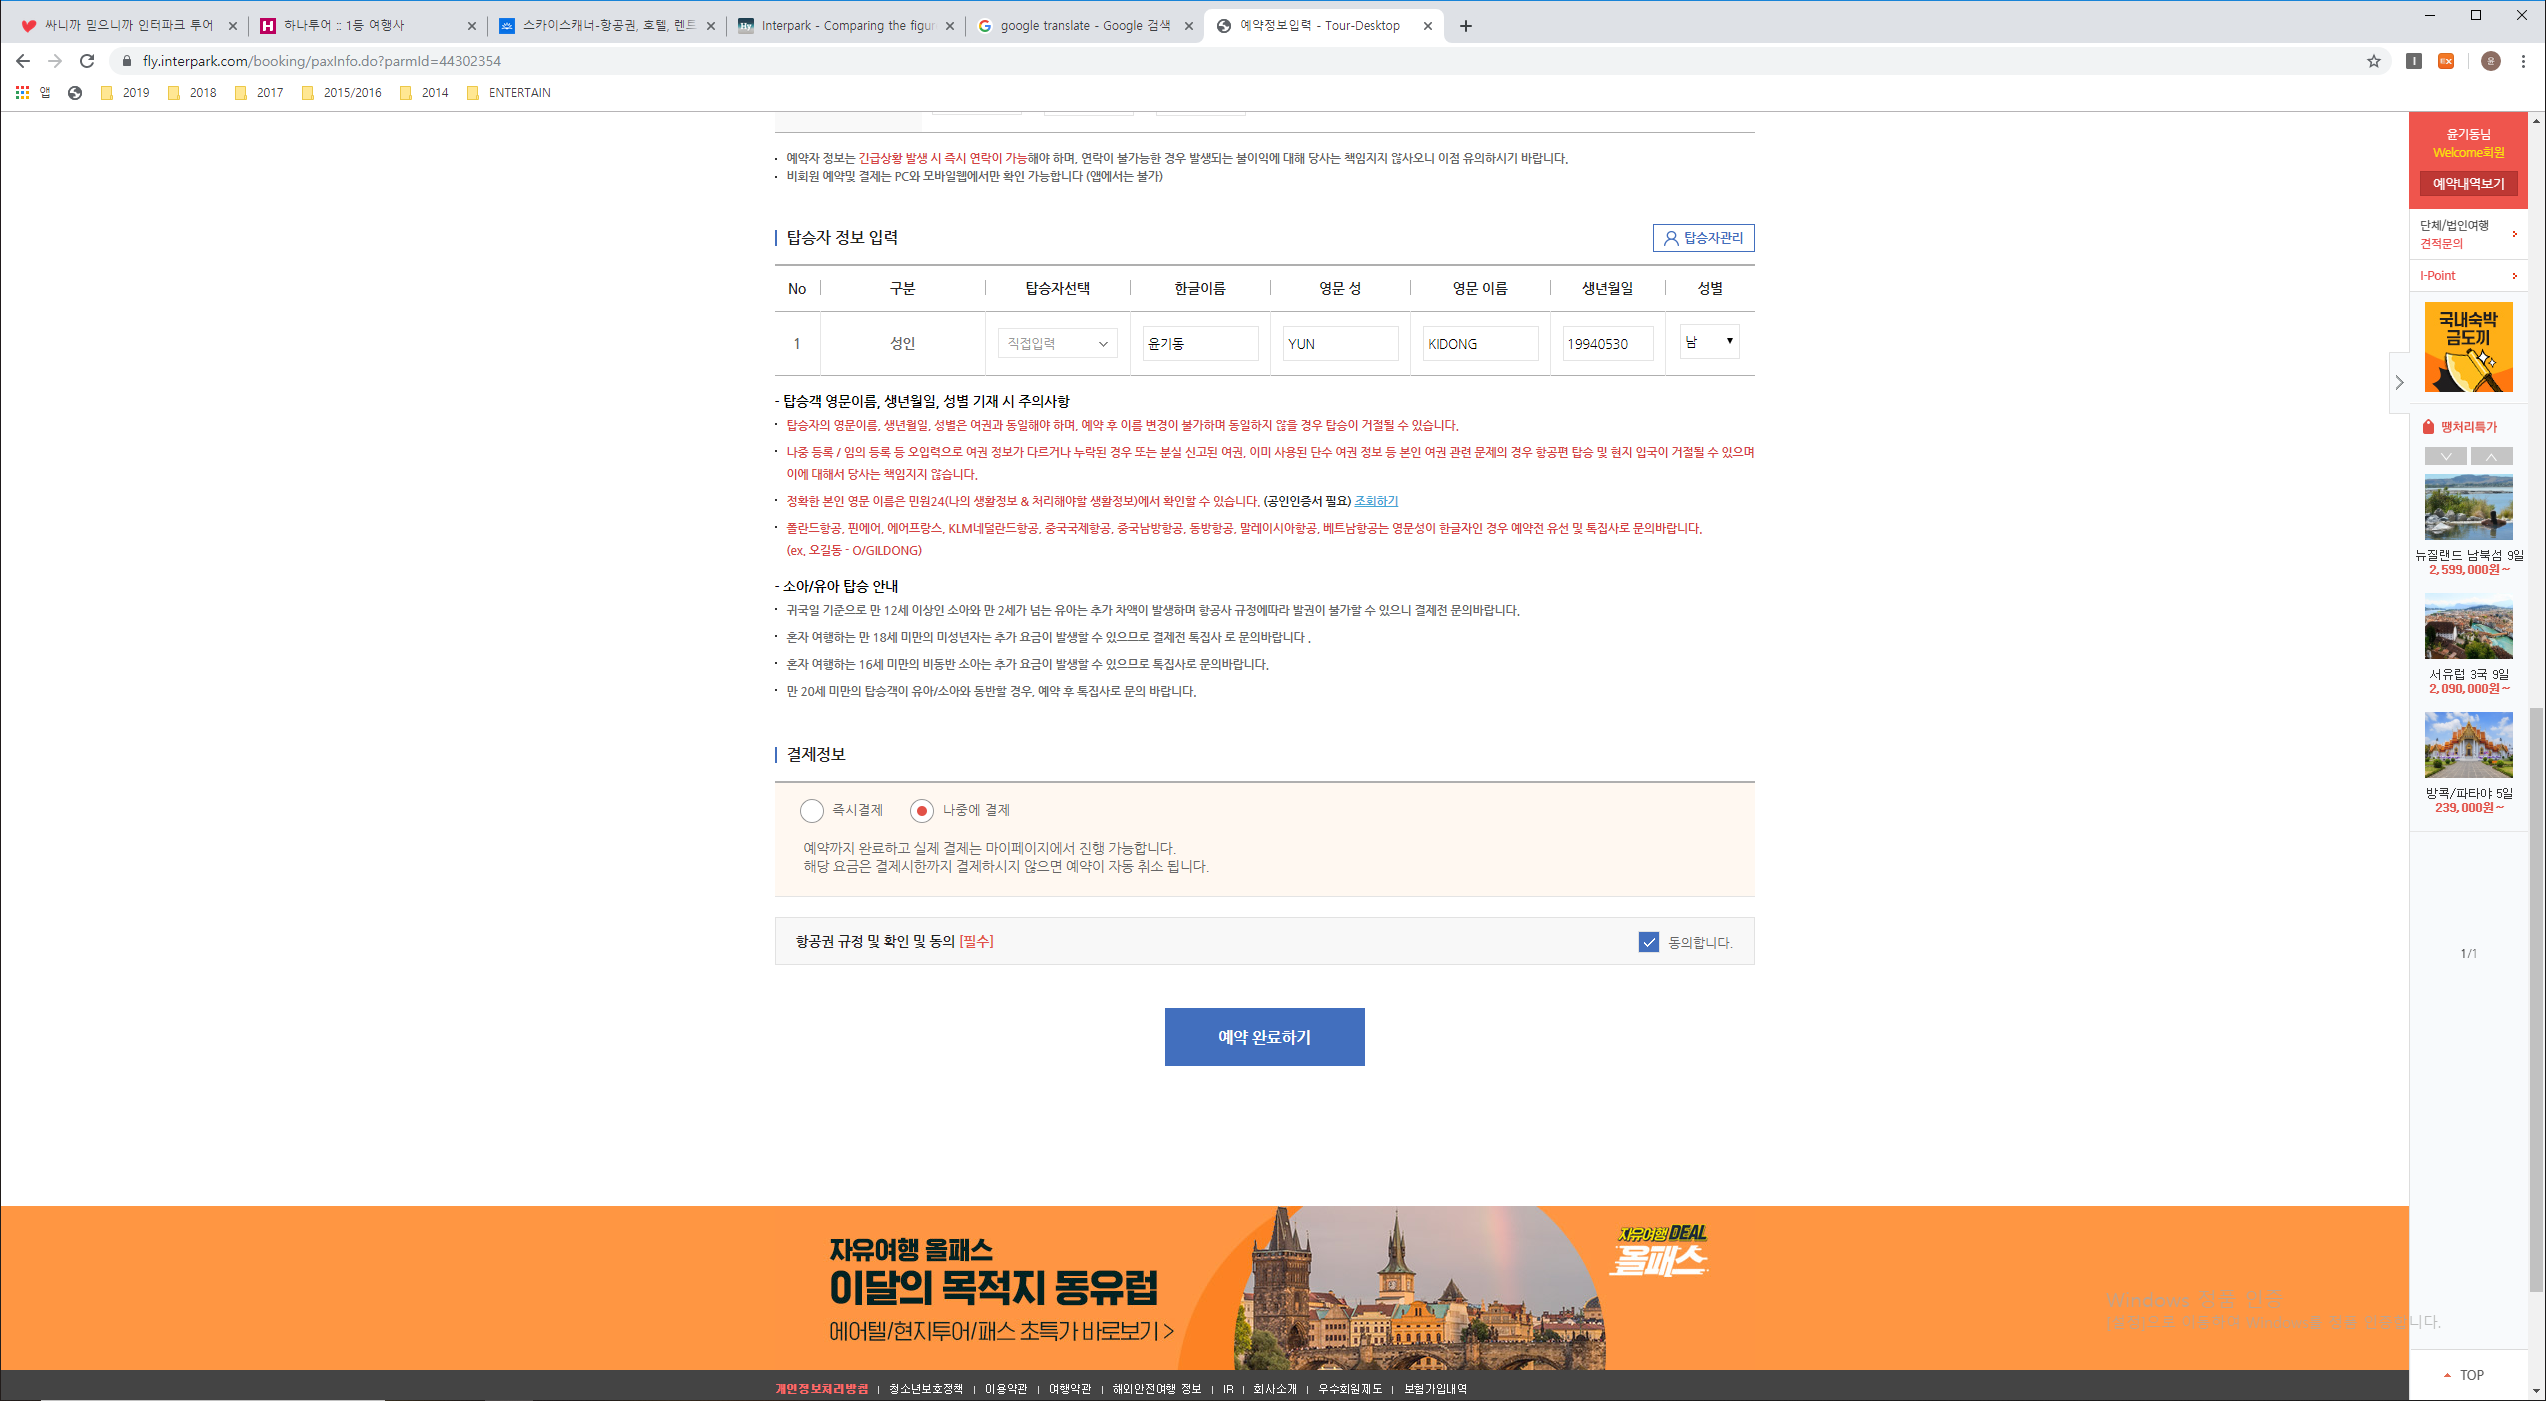 싸니까 믿으니까 인터파크 투어
하나투어 :: 1등 여행사
스카이스캐너-항공권, 호텔, 렌트
Interpark - Comparing the figur
google translate - Google 검색
예약정보입력 - Tour-Desktop
fly.interpark.com/booking/paxInfo.do?parmId=44302354
앱
2019
2018
2017
2015/2016
2014
ENTERTAIN
· 예약자 정보는 긴급상황 발생 시 즉시 연락이 가능해야 하며, 연락이 불가능한 경우 발생되는 불이익에 대해 당사는 책임지지 않사오니 이점 유의하시기 바랍니다.
· 비회원 예약및 결제는 PC와 모바일웹에서만 확인 가능합니다 (앱에서는 불가)
탑승자 정보 입력
탑승자관리
No 구분 탑승자선택 한글이름 영문 성 영문 이름 생년월일 성별
1 성인 직접입력 윤기동 YUN KIDONG 19940530 남
- 탑승객 영문이름, 생년월일, 성별 기재 시 주의사항
· 탑승자의 영문이름, 생년월일, 성별은 여권과 동일해야 하며, 예약 후 이름 변경이 불가하며 동일하지 않을 경우 탑승이 거절될 수 있습니다.
· 나중 등록 / 임의 등록 등 오입력으로 여권 정보가 다르거나 누락된 경우 또는 분실 신고된 여권, 이미 사용된 단수 여권 정보 등 본인 여권 관련 문제의 경우 항공편 탑승 및 현지 입국이 거절될 수 있으며
이에 대해서 당사는 책임지지 않습니다.
· 정확한 본인 영문 이름은 민원24(나의 생활정보 & 처리해야할 생활정보)에서 확인할 수 있습니다. (공인인증서 필요) 조회하기
· 폴란드항공, 핀에어, 에어프랑스, KLM네덜란드항공, 중국국제항공, 중국남방항공, 동방항공, 말레이시아항공, 베트남항공는 영문성이 한글자인 경우 예약전 유선 및 톡집사로 문의바랍니다.
(ex. 오길동 - O/GILDONG)
- 소아/유아 탑승 안내
· 귀국일 기준으로 만 12세 이상인 소아와 만 2세가 넘는 유아는 추가 차액이 발생하며 항공사 규정에따라 발권이 불가할 수 있으니 결제전 문의바랍니다.
· 혼자 여행하는 만 18세 미만의 미성년자는 추가 요금이 발생할 수 있으므로 결제전 톡집사 로 문의바랍니다 .
· 혼자 여행하는 16세 미만의 비동반 소아는 추가 요금이 발생할 수 있으므로 톡집사로 문의바랍니다.
· 만 20세 미만의 탑승객이 유아/소아와 동반할 경우, 예약 후 톡집사로 문의 바랍니다.
결제정보
즉시결제 나중에 결제
예약까지 완료하고 실제 결제는 마이페이지에서 진행 가능합니다.
해당 요금은 결제시한까지 결제하시지 않으면 예약이 자동 취소 됩니다.
항공권 규정 및 확인 및 동의 [필수]
동의합니다.
예약 완료하기
자유여행 올패스
이달의 목적지 동유럽
에어텔/현지투어/패스 초특가 바로보기 >
자유여행DEAL
올패스
개인정보처리방침 | 청소년보호정책 | 이용약관 | 여행약관 | 해외안전여행 정보 | IR | 회사소개 | 우수회원제도 | 보험가입내역
윤기동님
Welcome회원
예약내역보기
단체/법인여행
견적문의
I-Point
국내숙박
금도끼
땡처리특가
뉴질랜드 남북섬 9일
2,599,000원~
서유럽 3국 9일
2,090,000원~
방콕/파타야 5일
239,000원~
1/1
TOP